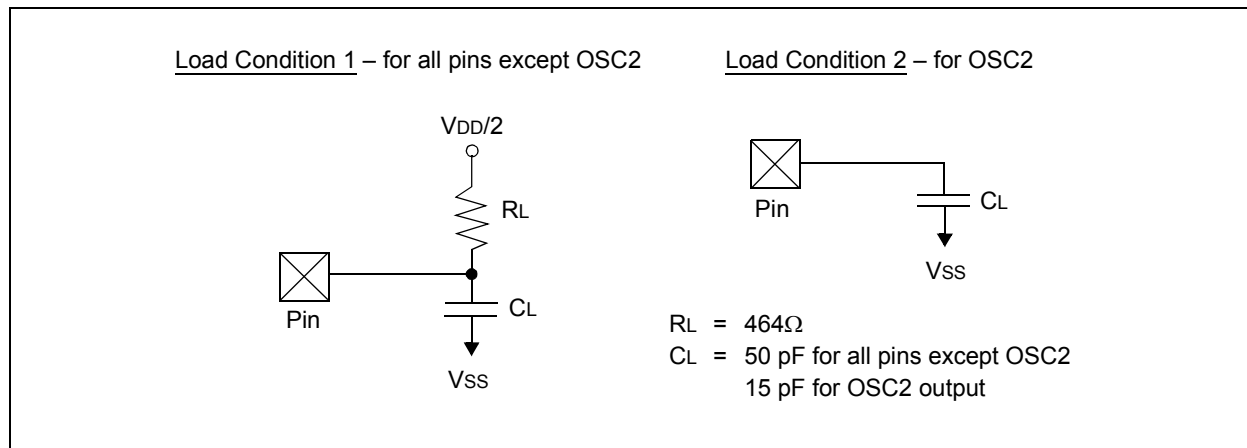 Load Condition 1 – for all pins except OSC2
Load Condition 2 – for OSC2
VDD/2
RL
Pin
CL
VSS
Pin
CL
VSS
RL = 464Ω
CL = 50 pF for all pins except OSC2
15 pF for OSC2 output